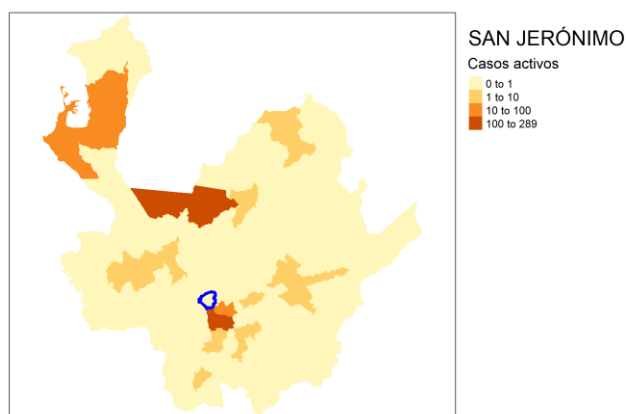 SAN JERÓNIMO
Casos activos
0 to 1
1 to 10
10 to 100
100 to 289